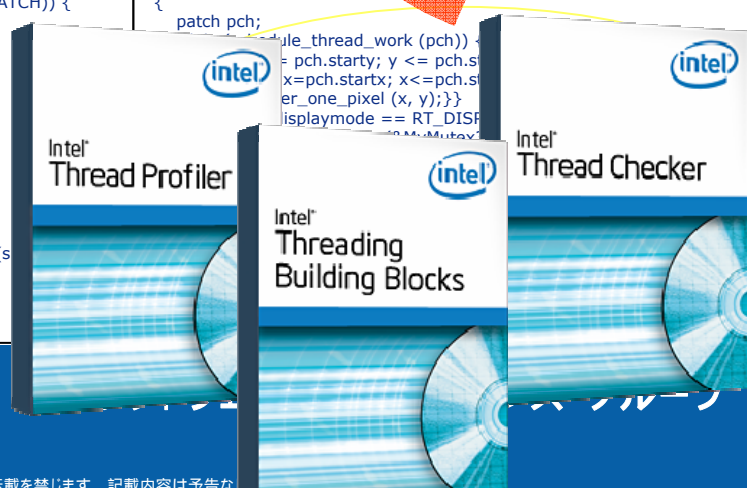 ATCH)) {
{
patch pch;
dule_thread_work (pch)) {
= pch.starty; y <= pch.st
x=pch.startx; x<=pch.st
er_one_pixel (x, y);}}
isplaymode == RT_DISP
intel
Intel®
Thread Profiler
intel
Intel®
Threading
Building Blocks
intel
Intel®
Thread Checker
転載を禁じます。記載内容は予告な